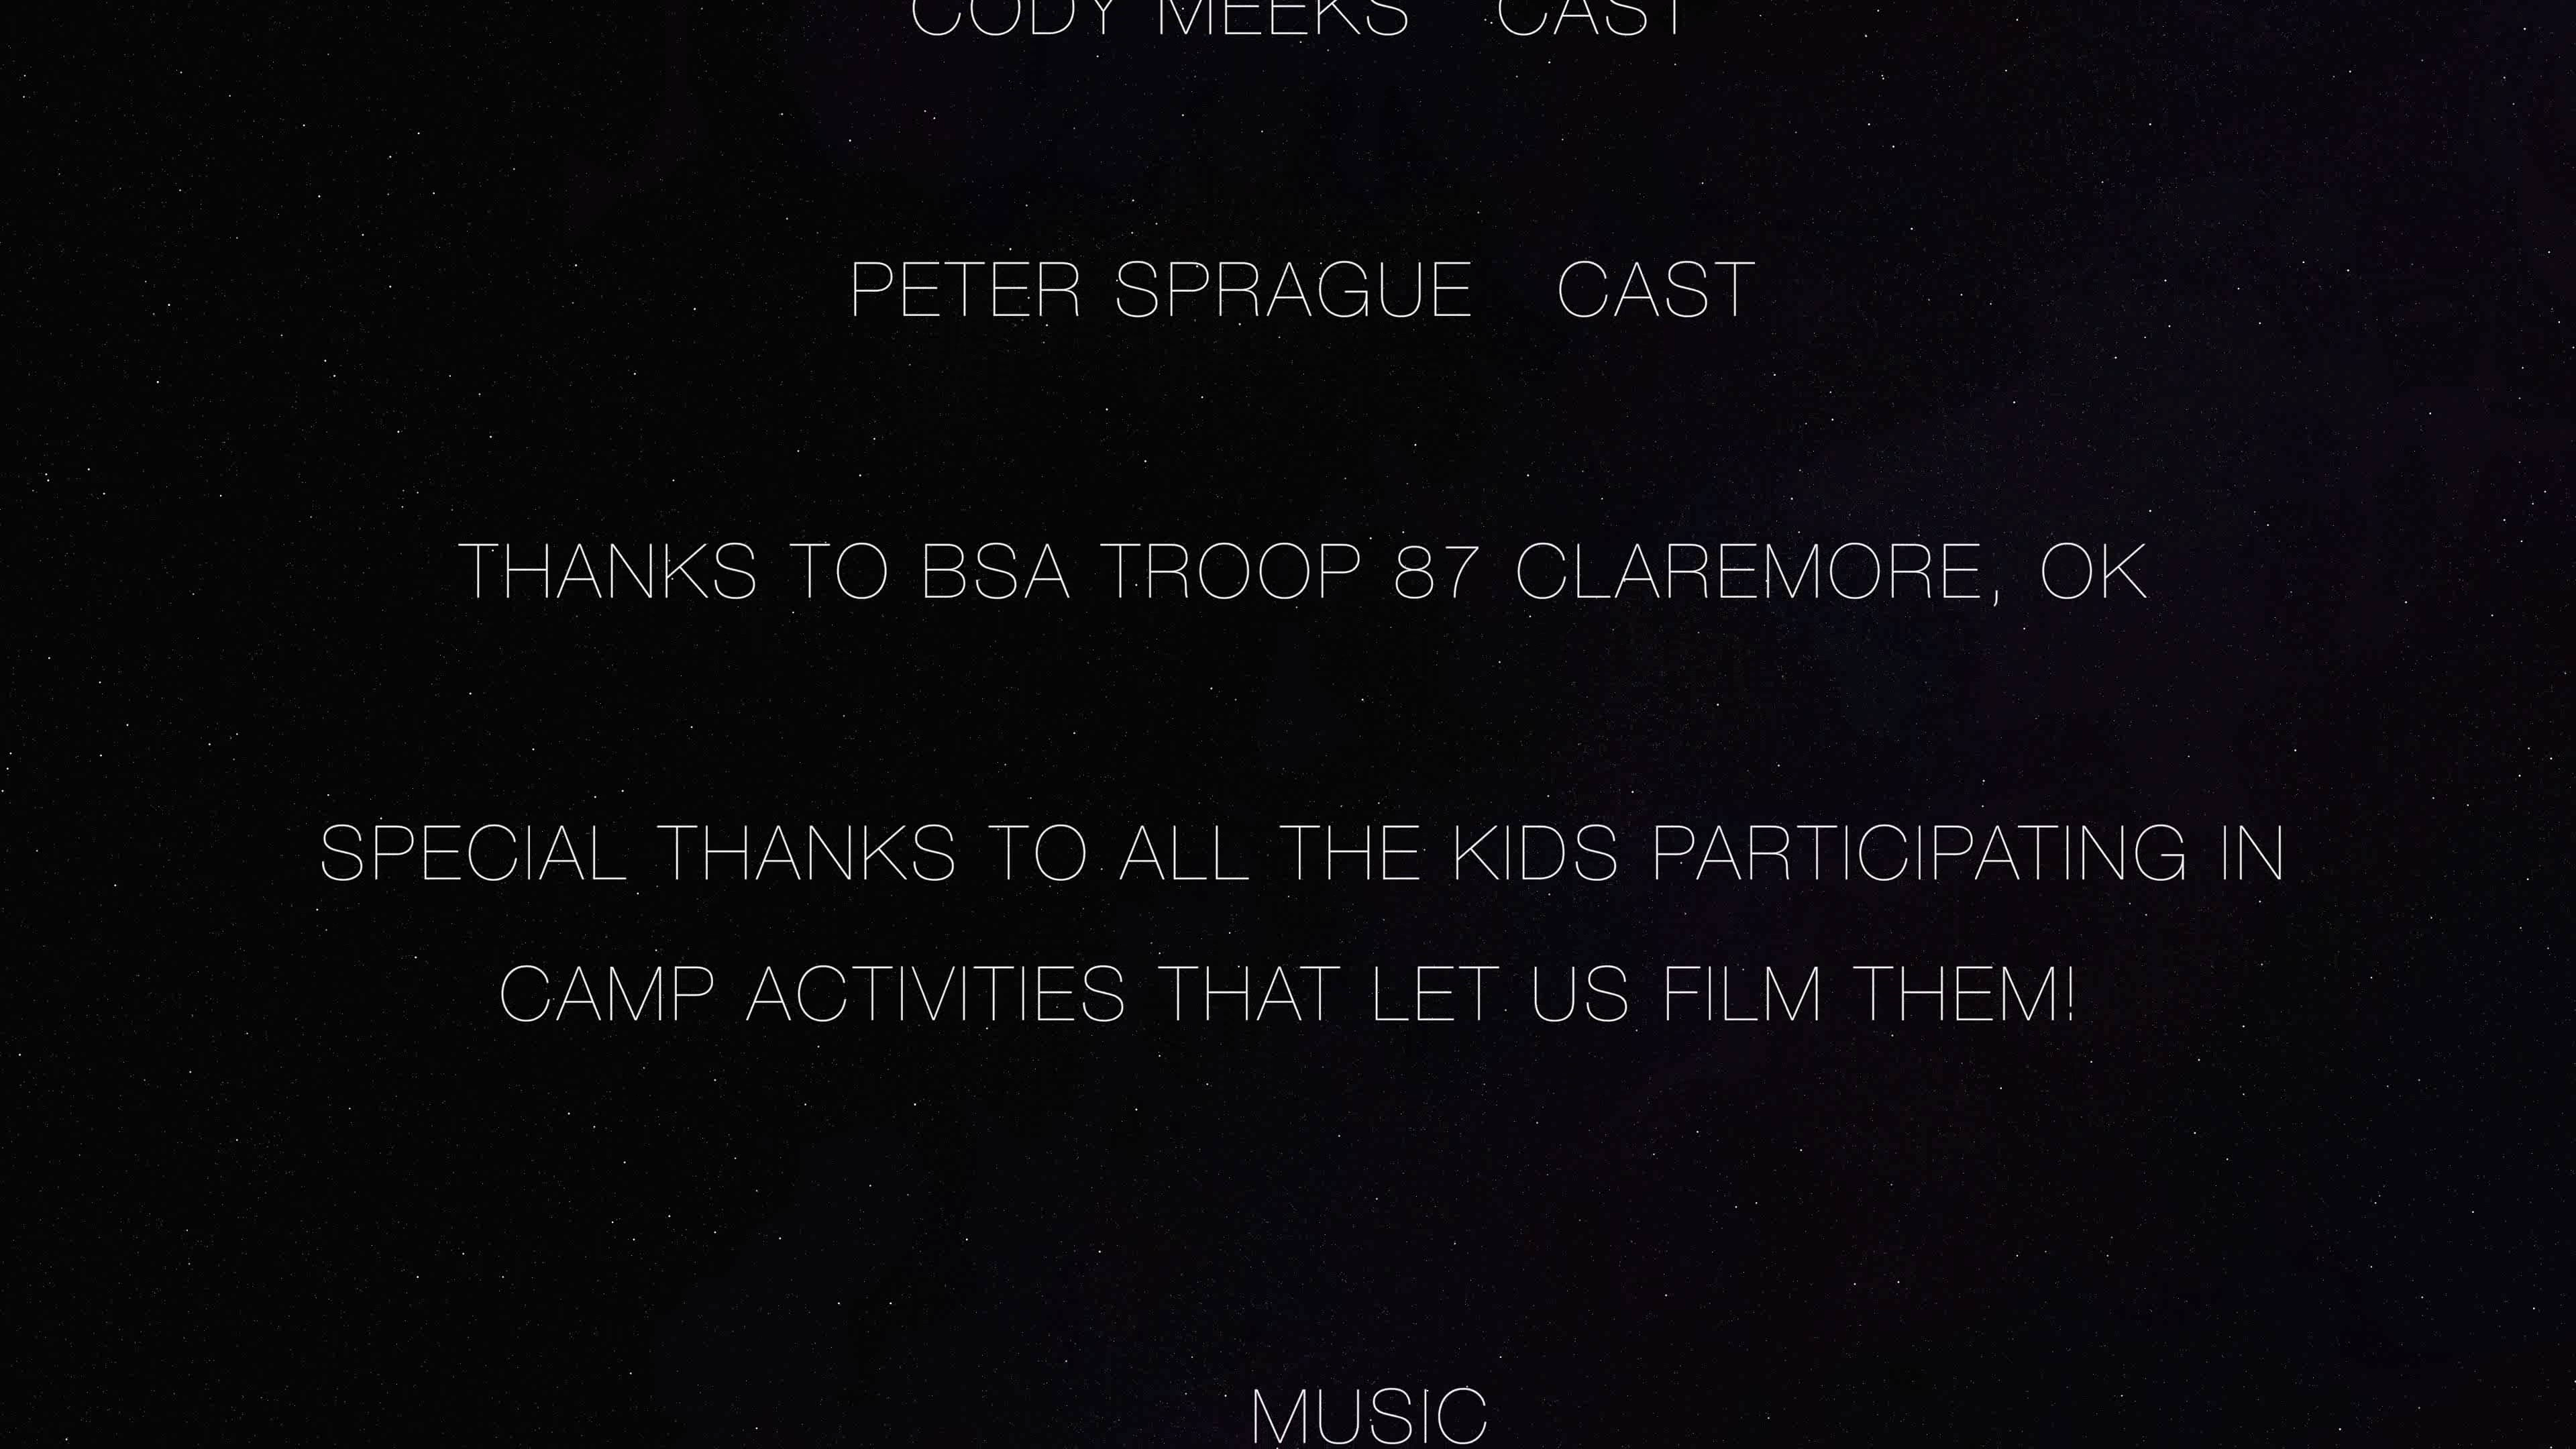 CODY MEEKS CAST
PETER SPRAGUE CAST
THANKS TO BSA TROOP 87 CLAREMORE, OK
SPECIAL THANKS TO ALL THE KIDS PARTICIPATING IN
CAMP ACTIVITIES THAT LET US FILM THEM!
MUSIC